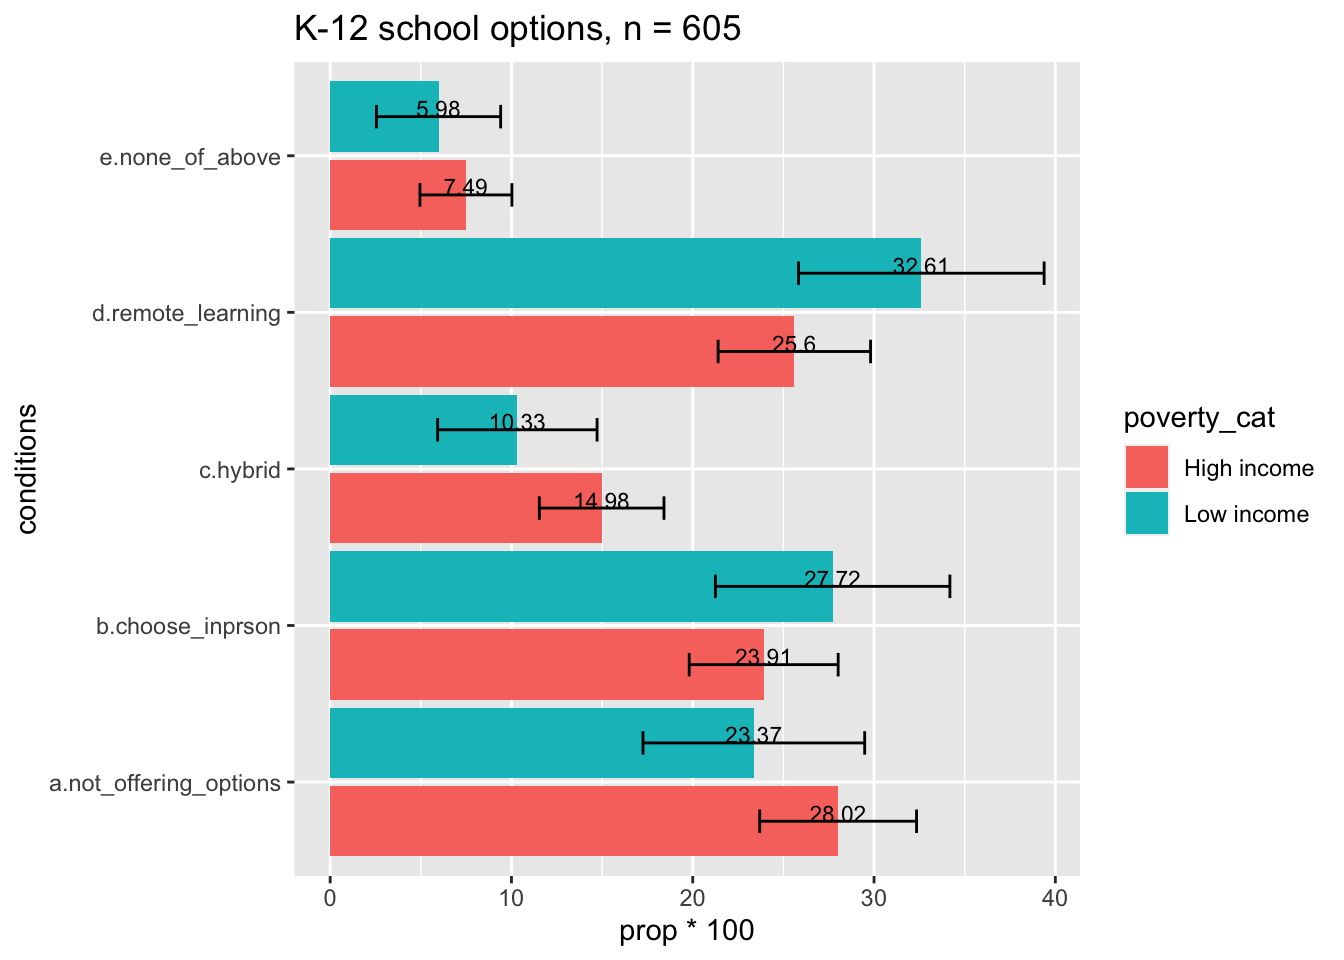 K-12 school options, n = 605
5.98
e.none_of_above
7.49
32.61
d.remote_learning
25.6
10.33
c.hybrid
14.98
27.72
b.choose_inprson
23.91
23.37
a.not_offering_options
28.02
conditions
0 10 20 30 40
prop * 100
poverty_cat
High income
Low income